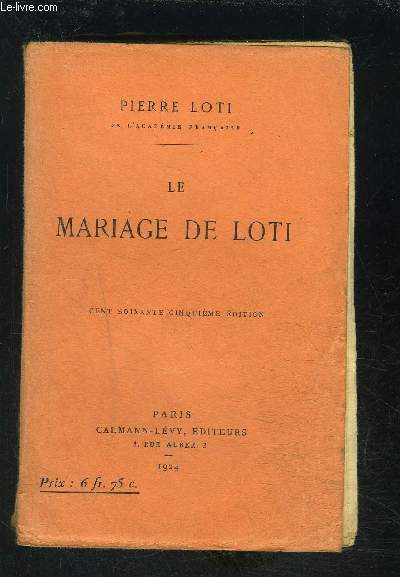 PIERRE LOTI
DE L'ACADÉMIE FRANÇAISE
LE
MARIAGE DE LOTI
CENT SOIXANTE CINQUIÈME ÉDITION
PARIS
CALMANN-LÉVY, ÉDITEURS
3, RUE AUBER, 3
1924
Prix : 6 fr. 75 c.
le-livre.com